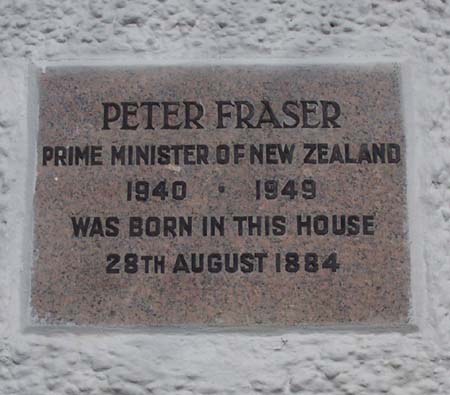 PETER FRASER
PRIME MINISTER OF NEW ZEALAND
1940 · 1949
WAS BORN IN THIS HOUSE
28TH AUGUST 1884